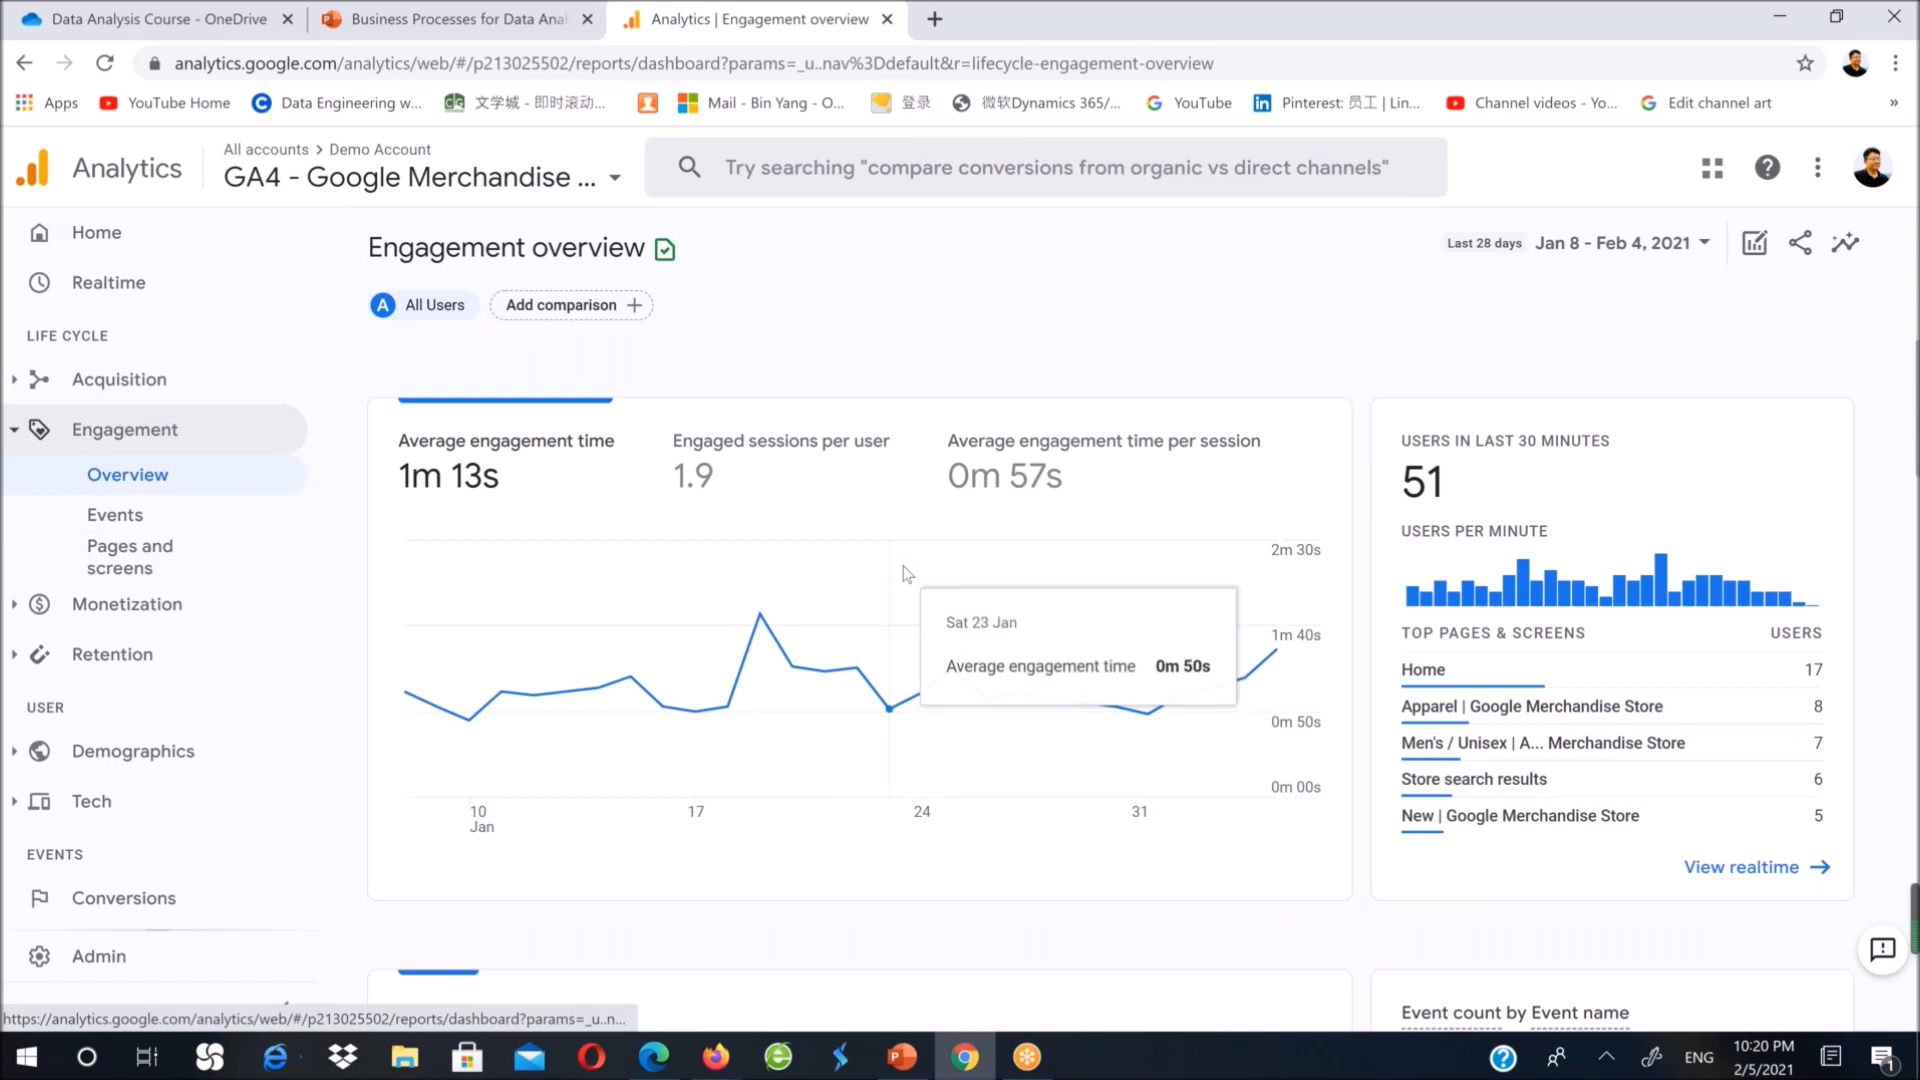 Data Analysis Course - OneDrive
Business Processes for Data Anal
Analytics | Engagement overview
analytics.google.com/analytics/web/#/p213025502/reports/dashboard?params=_u..nav%3Ddefault&r=lifecycle-engagement-overview
Apps
YouTube Home
Data Engineering w...
文学城 - 即时滚动...
Mail - Bin Yang - O...
登录
微软Dynamics 365/...
YouTube
Pinterest: 员工 | Lin...
Channel videos - Yo...
Edit channel art
»
Analytics
All accounts > Demo Account
GA4 - Google Merchandise ...
Try searching "compare conversions from organic vs direct channels"
Home
Realtime
LIFE CYCLE
Acquisition
Engagement
Overview
Events
Pages and
screens
Monetization
Retention
USER
Demographics
Tech
EVENTS
Conversions
Admin
Engagement overview
Last 28 days Jan 8 - Feb 4, 2021
A All Users
Add comparison +
Average engagement time
1m 13s
Engaged sessions per user
1.9
Average engagement time per session
0m 57s
2m 30s
1m 40s
0m 50s
0m 00s
Sat 23 Jan
Average engagement time 0m 50s
10
Jan
17
24
31
USERS IN LAST 30 MINUTES
51
USERS PER MINUTE
TOP PAGES & SCREENS USERS
Home 17
Apparel | Google Merchandise Store 8
Men's / Unisex | A... Merchandise Store 7
Store search results 6
New | Google Merchandise Store 5
View realtime
Event count by Event name
https://analytics.google.com/analytics/web/#/p213025502/reports/dashboard?params=_u..n...
ENG
10:20 PM
2/5/2021
1